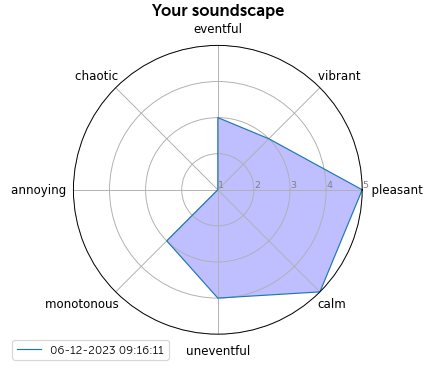 Your soundscape
eventful
chaotic
vibrant
annoying
1 2 3 4 5
pleasant
monotonous
calm
uneventful
06-12-2023 09:16:11